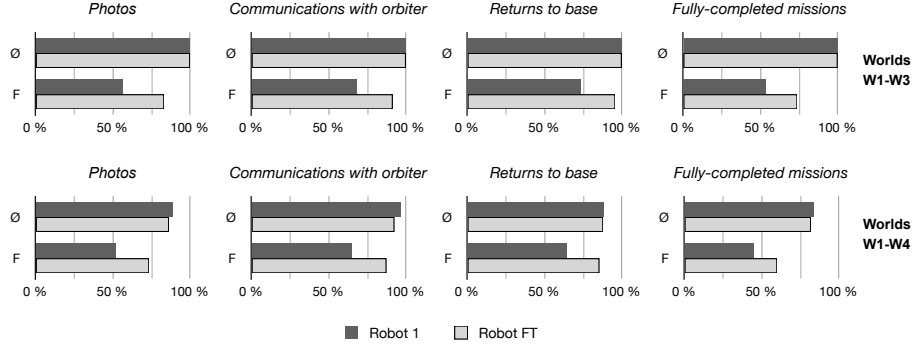 Photos Communications with orbiter Returns to base Fully-completed missions
Ø Ø Ø Ø
Worlds
W1-W3
F F F F
0 % 50 % 100 % 0 % 50 % 100 % 0 % 50 % 100 % 0 % 50 % 100 %
Photos Communications with orbiter Returns to base Fully-completed missions
Ø Ø Ø Ø
Worlds
W1-W4
F F F F
0 % 50 % 100 % 0 % 50 % 100 % 0 % 50 % 100 % 0 % 50 % 100 %
Robot 1 Robot FT